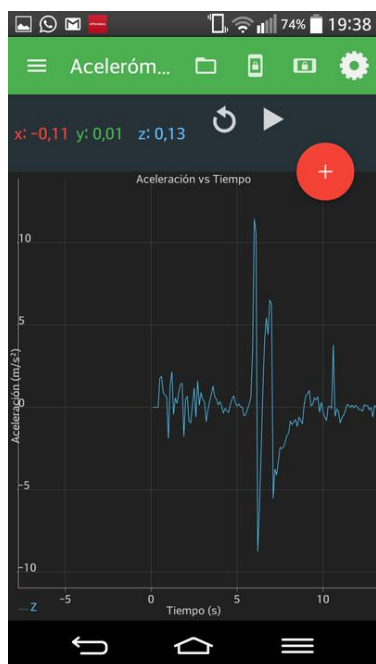 74% 19:38
Aceleróm...
x: -0,11 y: 0,01 z: 0,13
+
Aceleración vs Tiempo
10
5
0
-5
-10
Aceleración (m/s²)
-5 0 5 10
Tiempo (s)
z